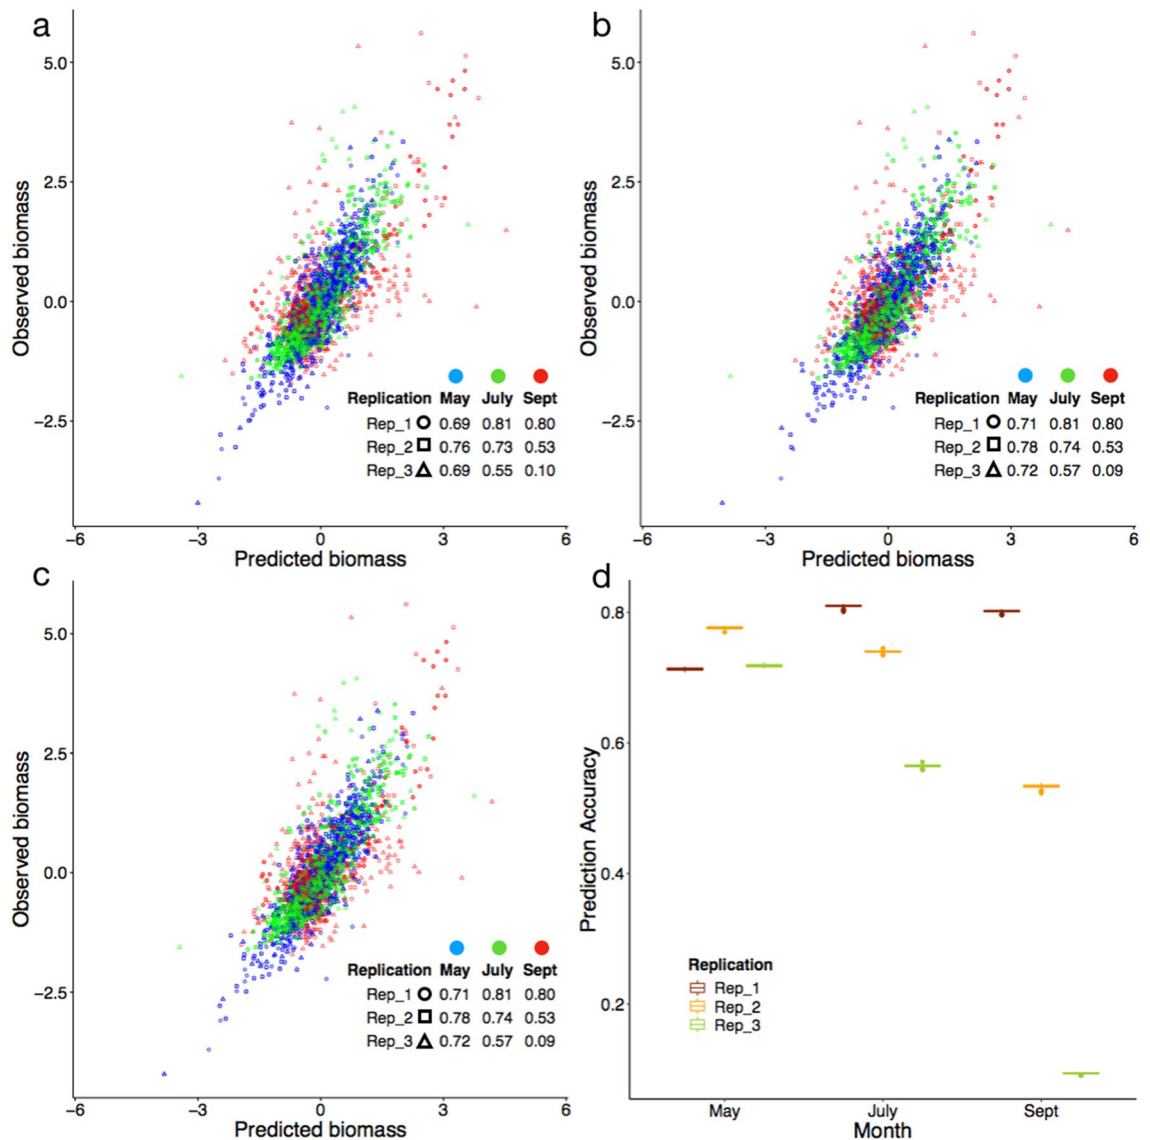 a
5.0
2.5
0.0
−2.5
Observed biomass
Replication May July Sept
Rep_1 0.69 0.81 0.80
Rep_2 0.76 0.73 0.53
Rep_3 0.69 0.55 0.10
−6 −3 0 3 6
Predicted biomass
b
5.0
2.5
0.0
−2.5
Observed biomass
Replication May July Sept
Rep_1 0.71 0.81 0.80
Rep_2 0.78 0.74 0.53
Rep_3 0.72 0.57 0.09
−6 −3 0 3 6
Predicted biomass
c
5.0
2.5
0.0
−2.5
Observed biomass
Replication May July Sept
Rep_1 0.71 0.81 0.80
Rep_2 0.78 0.74 0.53
Rep_3 0.72 0.57 0.09
−6 −3 0 3 6
Predicted biomass
d
0.8
0.6
0.4
0.2
Prediction Accuracy
Replication
Rep_1
Rep_2
Rep_3
May July Sept
Month